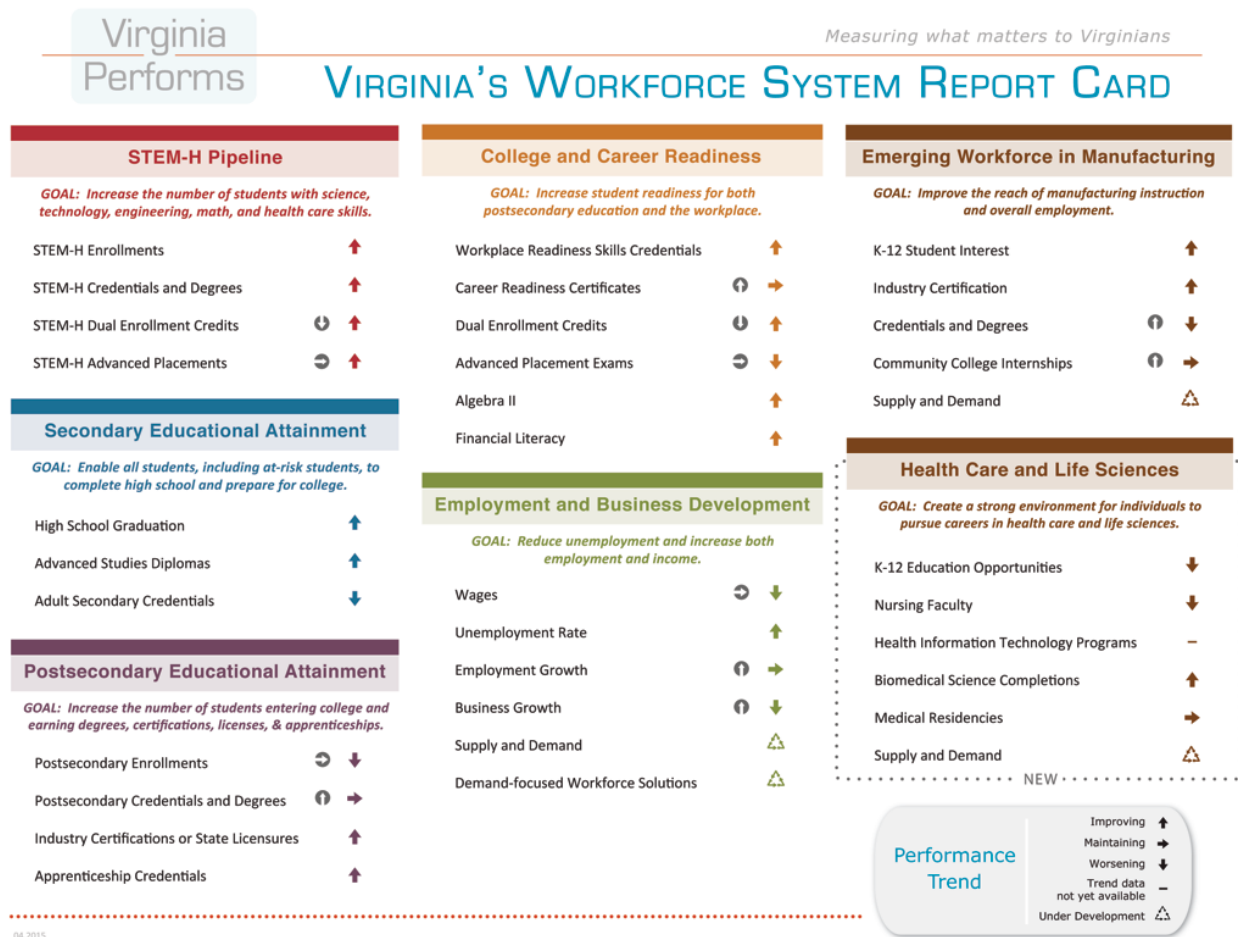 Virginia
Performs
Measuring what matters to Virginians
VIRGINIA'S WORKFORCE SYSTEM REPORT CARD
STEM-H Pipeline
GOAL: Increase the number of students with science,
technology, engineering, math, and health care skills.
STEM-H Enrollments
STEM-H Credentials and Degrees
STEM-H Dual Enrollment Credits
STEM-H Advanced Placements
Secondary Educational Attainment
GOAL: Enable all students, including at-risk students, to
complete high school and prepare for college.
High School Graduation
Advanced Studies Diplomas
Adult Secondary Credentials
Postsecondary Educational Attainment
GOAL: Increase the number of students entering college and
earning degrees, certifications, licenses, & apprenticeships.
Postsecondary Enrollments
Postsecondary Credentials and Degrees
Industry Certifications or State Licensures
Apprenticeship Credentials
College and Career Readiness
GOAL: Increase student readiness for both
postsecondary education and the workplace.
Workplace Readiness Skills Credentials
Career Readiness Certificates
Dual Enrollment Credits
Advanced Placement Exams
Algebra II
Financial Literacy
Employment and Business Development
GOAL: Reduce unemployment and increase both
employment and income.
Wages
Unemployment Rate
Employment Growth
Business Growth
Supply and Demand
Demand-focused Workforce Solutions
Emerging Workforce in Manufacturing
GOAL: Improve the reach of manufacturing instruction
and overall employment.
K-12 Student Interest
Industry Certification
Credentials and Degrees
Community College Internships
Supply and Demand
Health Care and Life Sciences
GOAL: Create a strong environment for individuals to
pursue careers in health care and life sciences.
K-12 Education Opportunities
Nursing Faculty
Health Information Technology Programs
Biomedical Science Completions
Medical Residencies
Supply and Demand
NEW
Performance
Trend
Improving
Maintaining
Worsening
Trend data
not yet available
Under Development
04.2015